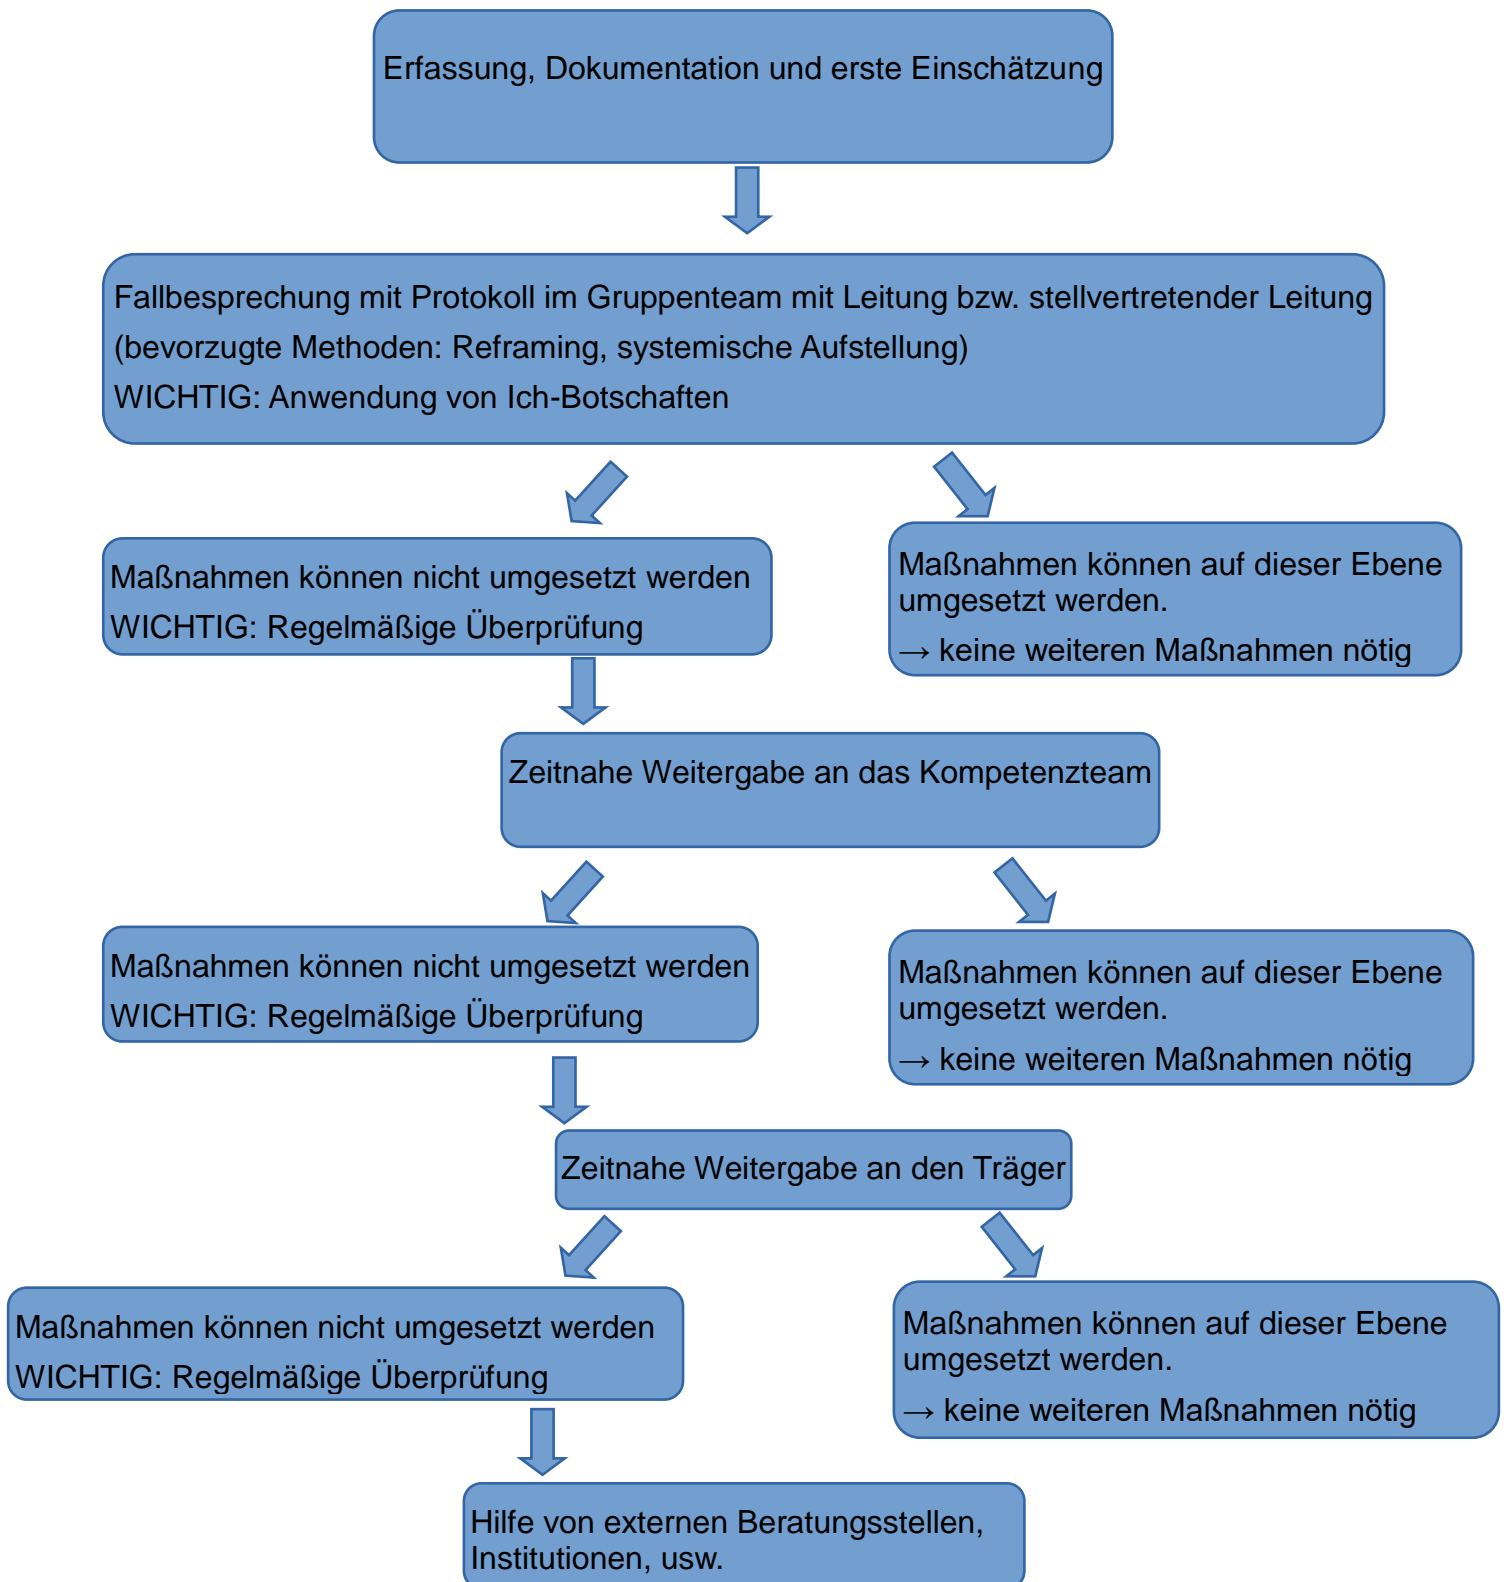 Erfassung, Dokumentation und erste Einschätzung
Fallbesprechung mit Protokoll im Gruppenteam mit Leitung bzw. stellvertretender Leitung
(bevorzugte Methoden: Reframing, systemische Aufstellung)
WICHTIG: Anwendung von Ich-Botschaften
Maßnahmen können nicht umgesetzt werden
WICHTIG: Regelmäßige Überprüfung
Maßnahmen können auf dieser Ebene
umgesetzt werden.
→ keine weiteren Maßnahmen nötig
Zeitnahe Weitergabe an das Kompetenzteam
Maßnahmen können nicht umgesetzt werden
WICHTIG: Regelmäßige Überprüfung
Maßnahmen können auf dieser Ebene
umgesetzt werden.
→ keine weiteren Maßnahmen nötig
Zeitnahe Weitergabe an den Träger
Maßnahmen können nicht umgesetzt werden
WICHTIG: Regelmäßige Überprüfung
Maßnahmen können auf dieser Ebene
umgesetzt werden.
→ keine weiteren Maßnahmen nötig
Hilfe von externen Beratungsstellen,
Institutionen, usw.